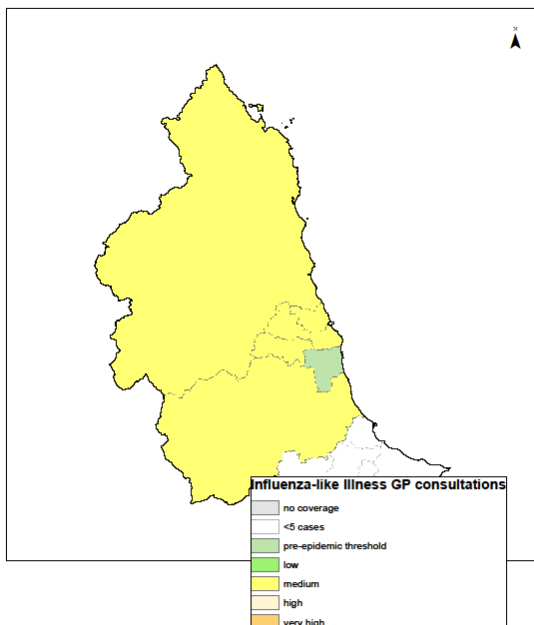 Influenza-like Illness GP consultations
no coverage
<5 cases
pre-epidemic threshold
low
medium
high
very high